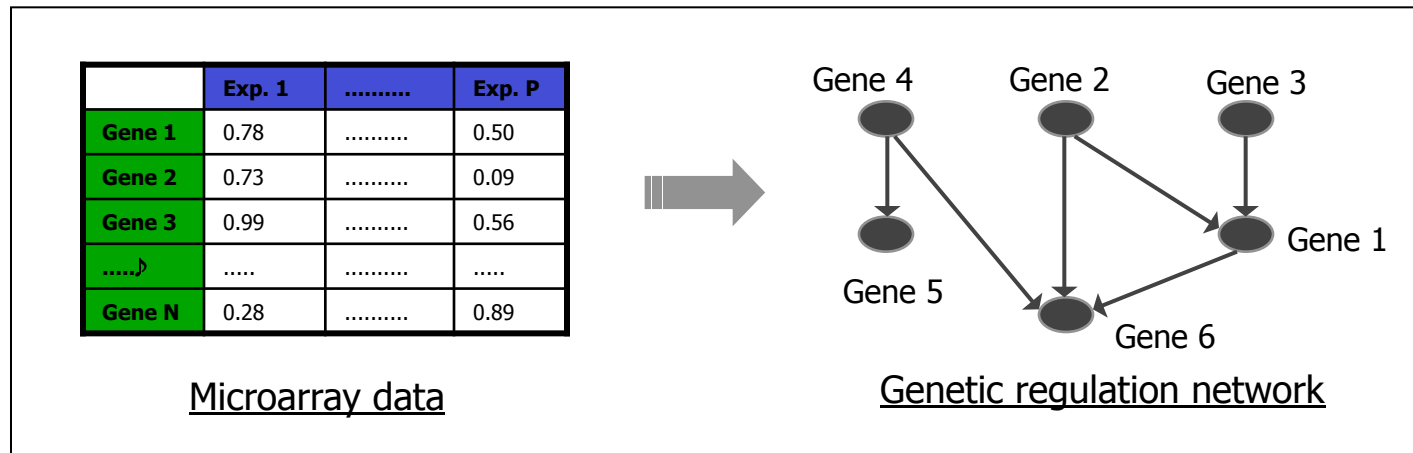 Exp. 1 .......... Exp. P
Gene 1 0.78 .......... 0.50
Gene 2 0.73 .......... 0.09
Gene 3 0.99 .......... 0.56
.....♪ ..... .......... .....
Gene N 0.28 .......... 0.89
Microarray data
Gene 4 Gene 2 Gene 3
Gene 1
Gene 5
Gene 6
Genetic regulation network